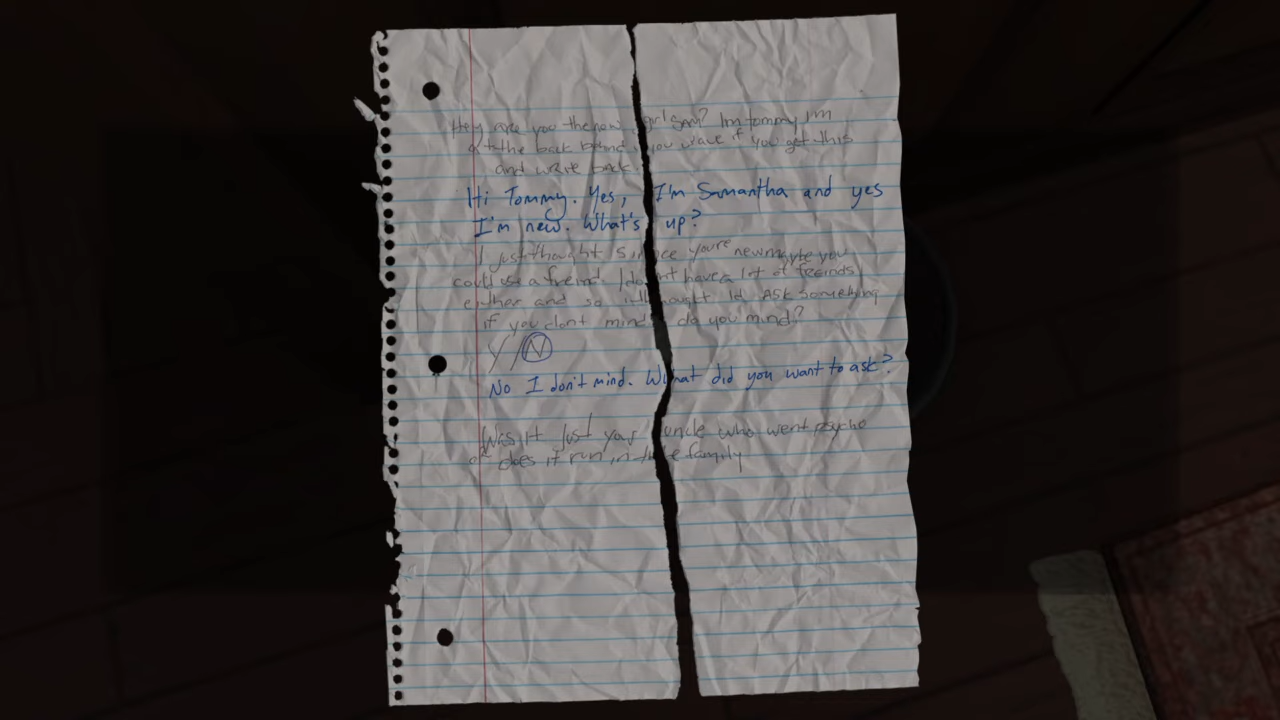 Hey are you the new girl Sam? Im tommy im
at the back behind you wave if you get this
and write back
Hi Tommy. Yes, I'm Samantha and yes
I'm new. What's up?
I just thought since youre new maybe you
could use a freind. I dont have a lot of freinds
either and so i thought Id ASk something
if you dont mind do you mind?
Y/N
No I don't mind. What did you want to ask?
Was it just your uncle who went psycho
or does it run in the family